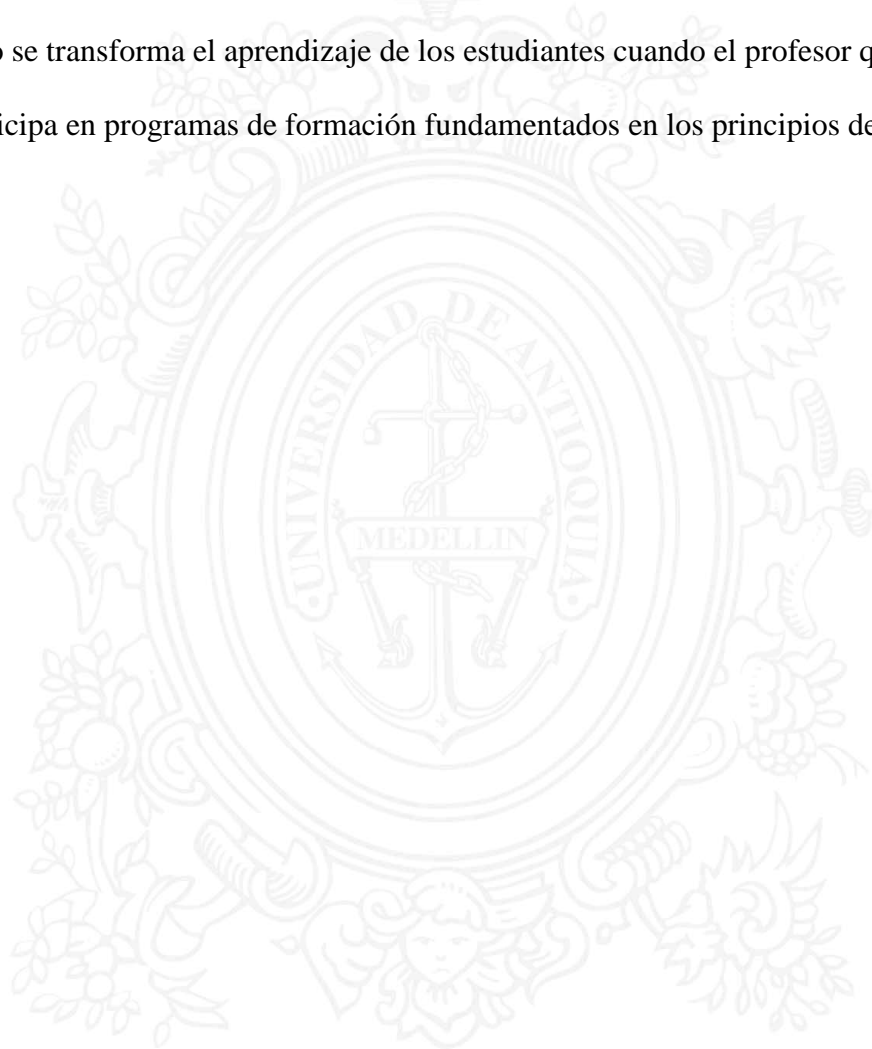 o se transforma el aprendizaje de los estudiantes cuando el profesor q
icipa en programas de formación fundamentados en los principios de
UNIVERSIDAD DE ANTIOQUIA
MEDELLIN